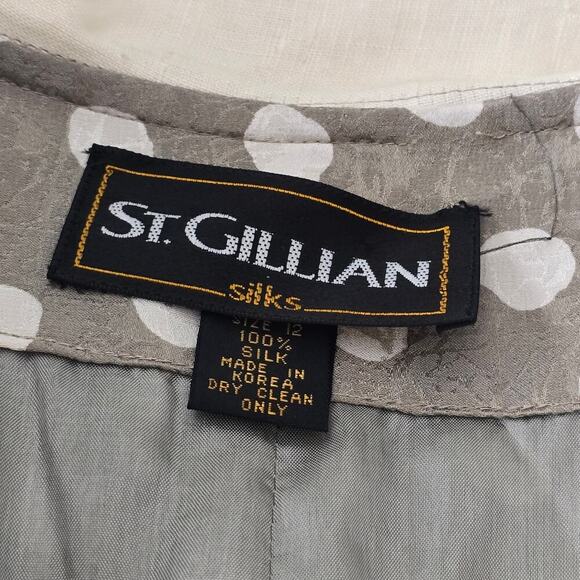 ST. GILLIAN
Silks
SIZE 12
100%
SILK
MADE IN
KOREA
DRY CLEAN
ONLY